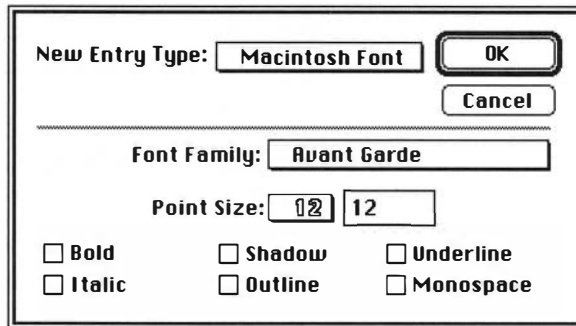 New Entry Type: Macintosh Font OK
Cancel
Font Family: Avant Garde
Point Size: 12 12
Bold Shadow Underline
Italic Outline Monospace